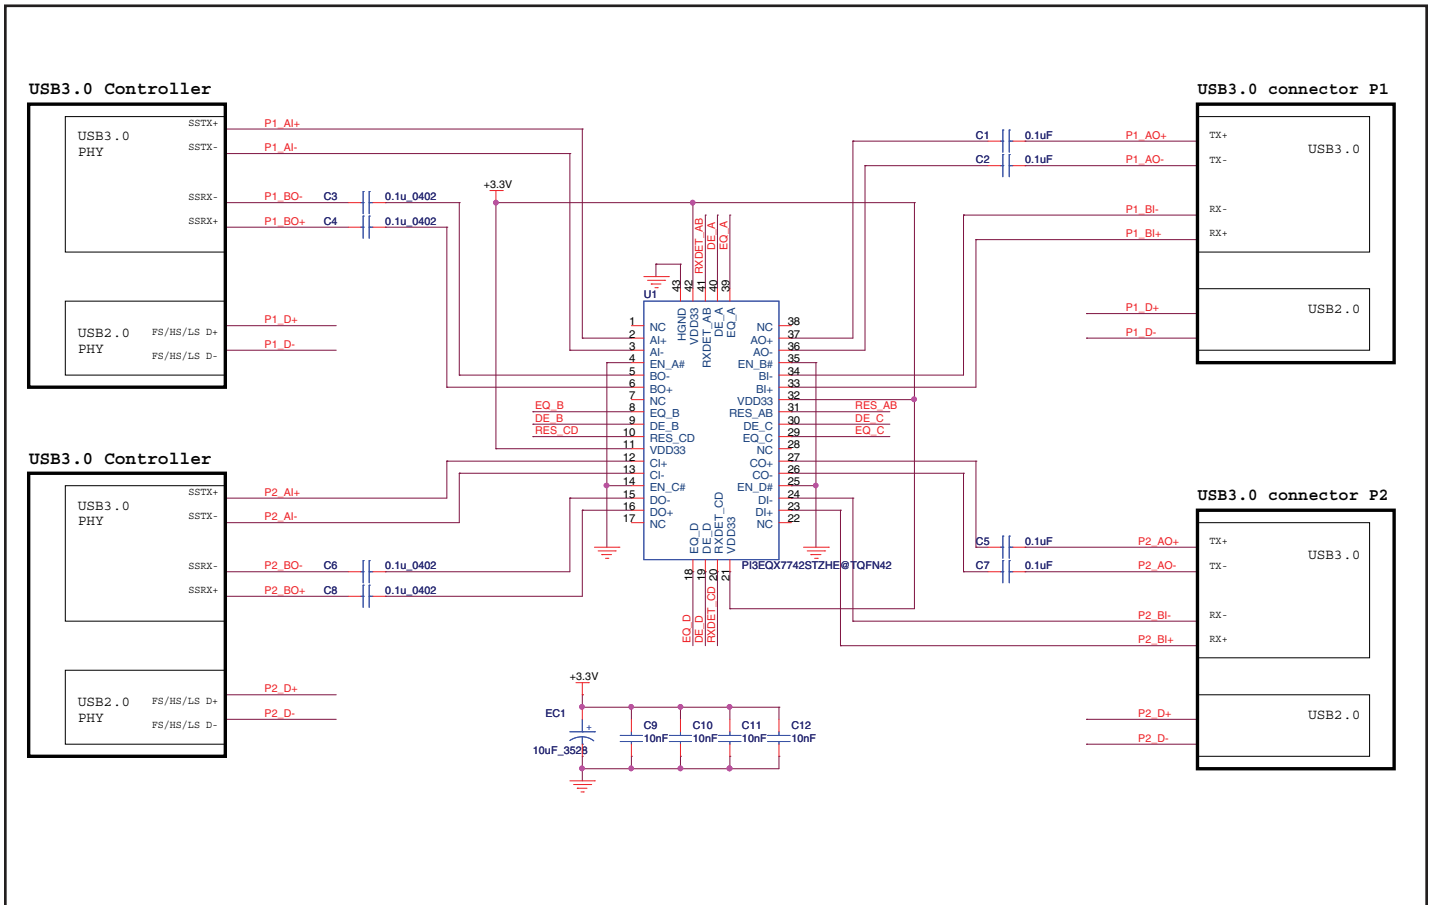 USB3.0 Controller
USB3.0
PHY
SSTX+
P1_AI+
SSTX-
P1_AI-
SSRX-
P1_BO-
C3
0.1u_0402
SSRX+
P1_BO+
C4
0.1u_0402
USB2.0
PHY
FS/HS/LS D+
P1_D+
FS/HS/LS D-
P1_D-
USB3.0 connector P1
C1
0.1uF
P1_AO+
TX+
C2
0.1uF
P1_AO-
TX-
USB3.0
P1_BI-
RX-
P1_BI+
RX+
P1_D+
P1_D-
USB2.0
+3.3V
RXDET_AB
DE_A
EQ_A
43
42
41
40
39
U1
HGND
VDD33
RXDET_AB
DE_A
EQ_A
1 NC
2 AI+
3 AI-
4 EN_A#
5 BO-
6 BO+
7 NC
EQ_B 8 EQ_B
DE_B 9 DE_B
RES_CD 10 RES_CD
11 VDD33
12 CI+
13 CI-
14 EN_C#
15 DO-
16 DO+
17 NC
NC 38
AO+ 37
AO- 36
EN_B# 35
BI- 34
BI+ 33
VDD33 32
RES_AB 31 RES_AB
DE_C 30 DE_C
EQ_C 29 EQ_C
NC 28
CO+ 27
CO- 26
EN_D# 25
DI- 24
DI+ 23
NC 22
EQ_D
DE_D
RXDET_CD
VDD33
18
19
20
21
EQ_D
DE_D
RXDET_CD
PI3EQX7742STZHE@TQFN42
USB3.0 Controller
USB3.0
PHY
SSTX+
P2_AI+
SSTX-
P2_AI-
SSRX-
P2_BO-
C6
0.1u_0402
SSRX+
P2_BO+
C8
0.1u_0402
USB2.0
PHY
FS/HS/LS D+
P2_D+
FS/HS/LS D-
P2_D-
USB3.0 connector P2
C5
0.1uF
P2_AO+
TX+
C7
0.1uF
P2_AO-
TX-
USB3.0
P2_BI-
RX-
P2_BI+
RX+
P2_D+
P2_D-
USB2.0
+3.3V
EC1
+
10uF_3528
C9
10nF
C10
10nF
C11
10nF
C12
10nF